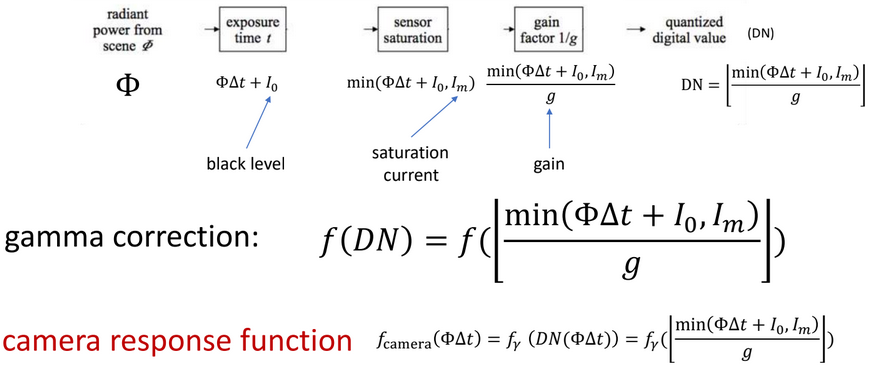 radiant
power from
scene Φ
exposure
time t
sensor
saturation
gain
factor 1/g
quantized
digital value
(DN)
Φ
ΦΔt + I₀
min(ΦΔt + I₀, Iₘ)
min(ΦΔt + I₀, Iₘ)
g
DN = ⌊min(ΦΔt + I₀, Iₘ) / g⌋
black level
saturation
current
gain
gamma correction:
f(DN) = f(⌊min(ΦΔt + I₀, Iₘ) / g⌋)
camera response function
f_camera(ΦΔt) = f_γ (DN(ΦΔt)) = f_γ(⌊min(ΦΔt + I₀, Iₘ) / g⌋)